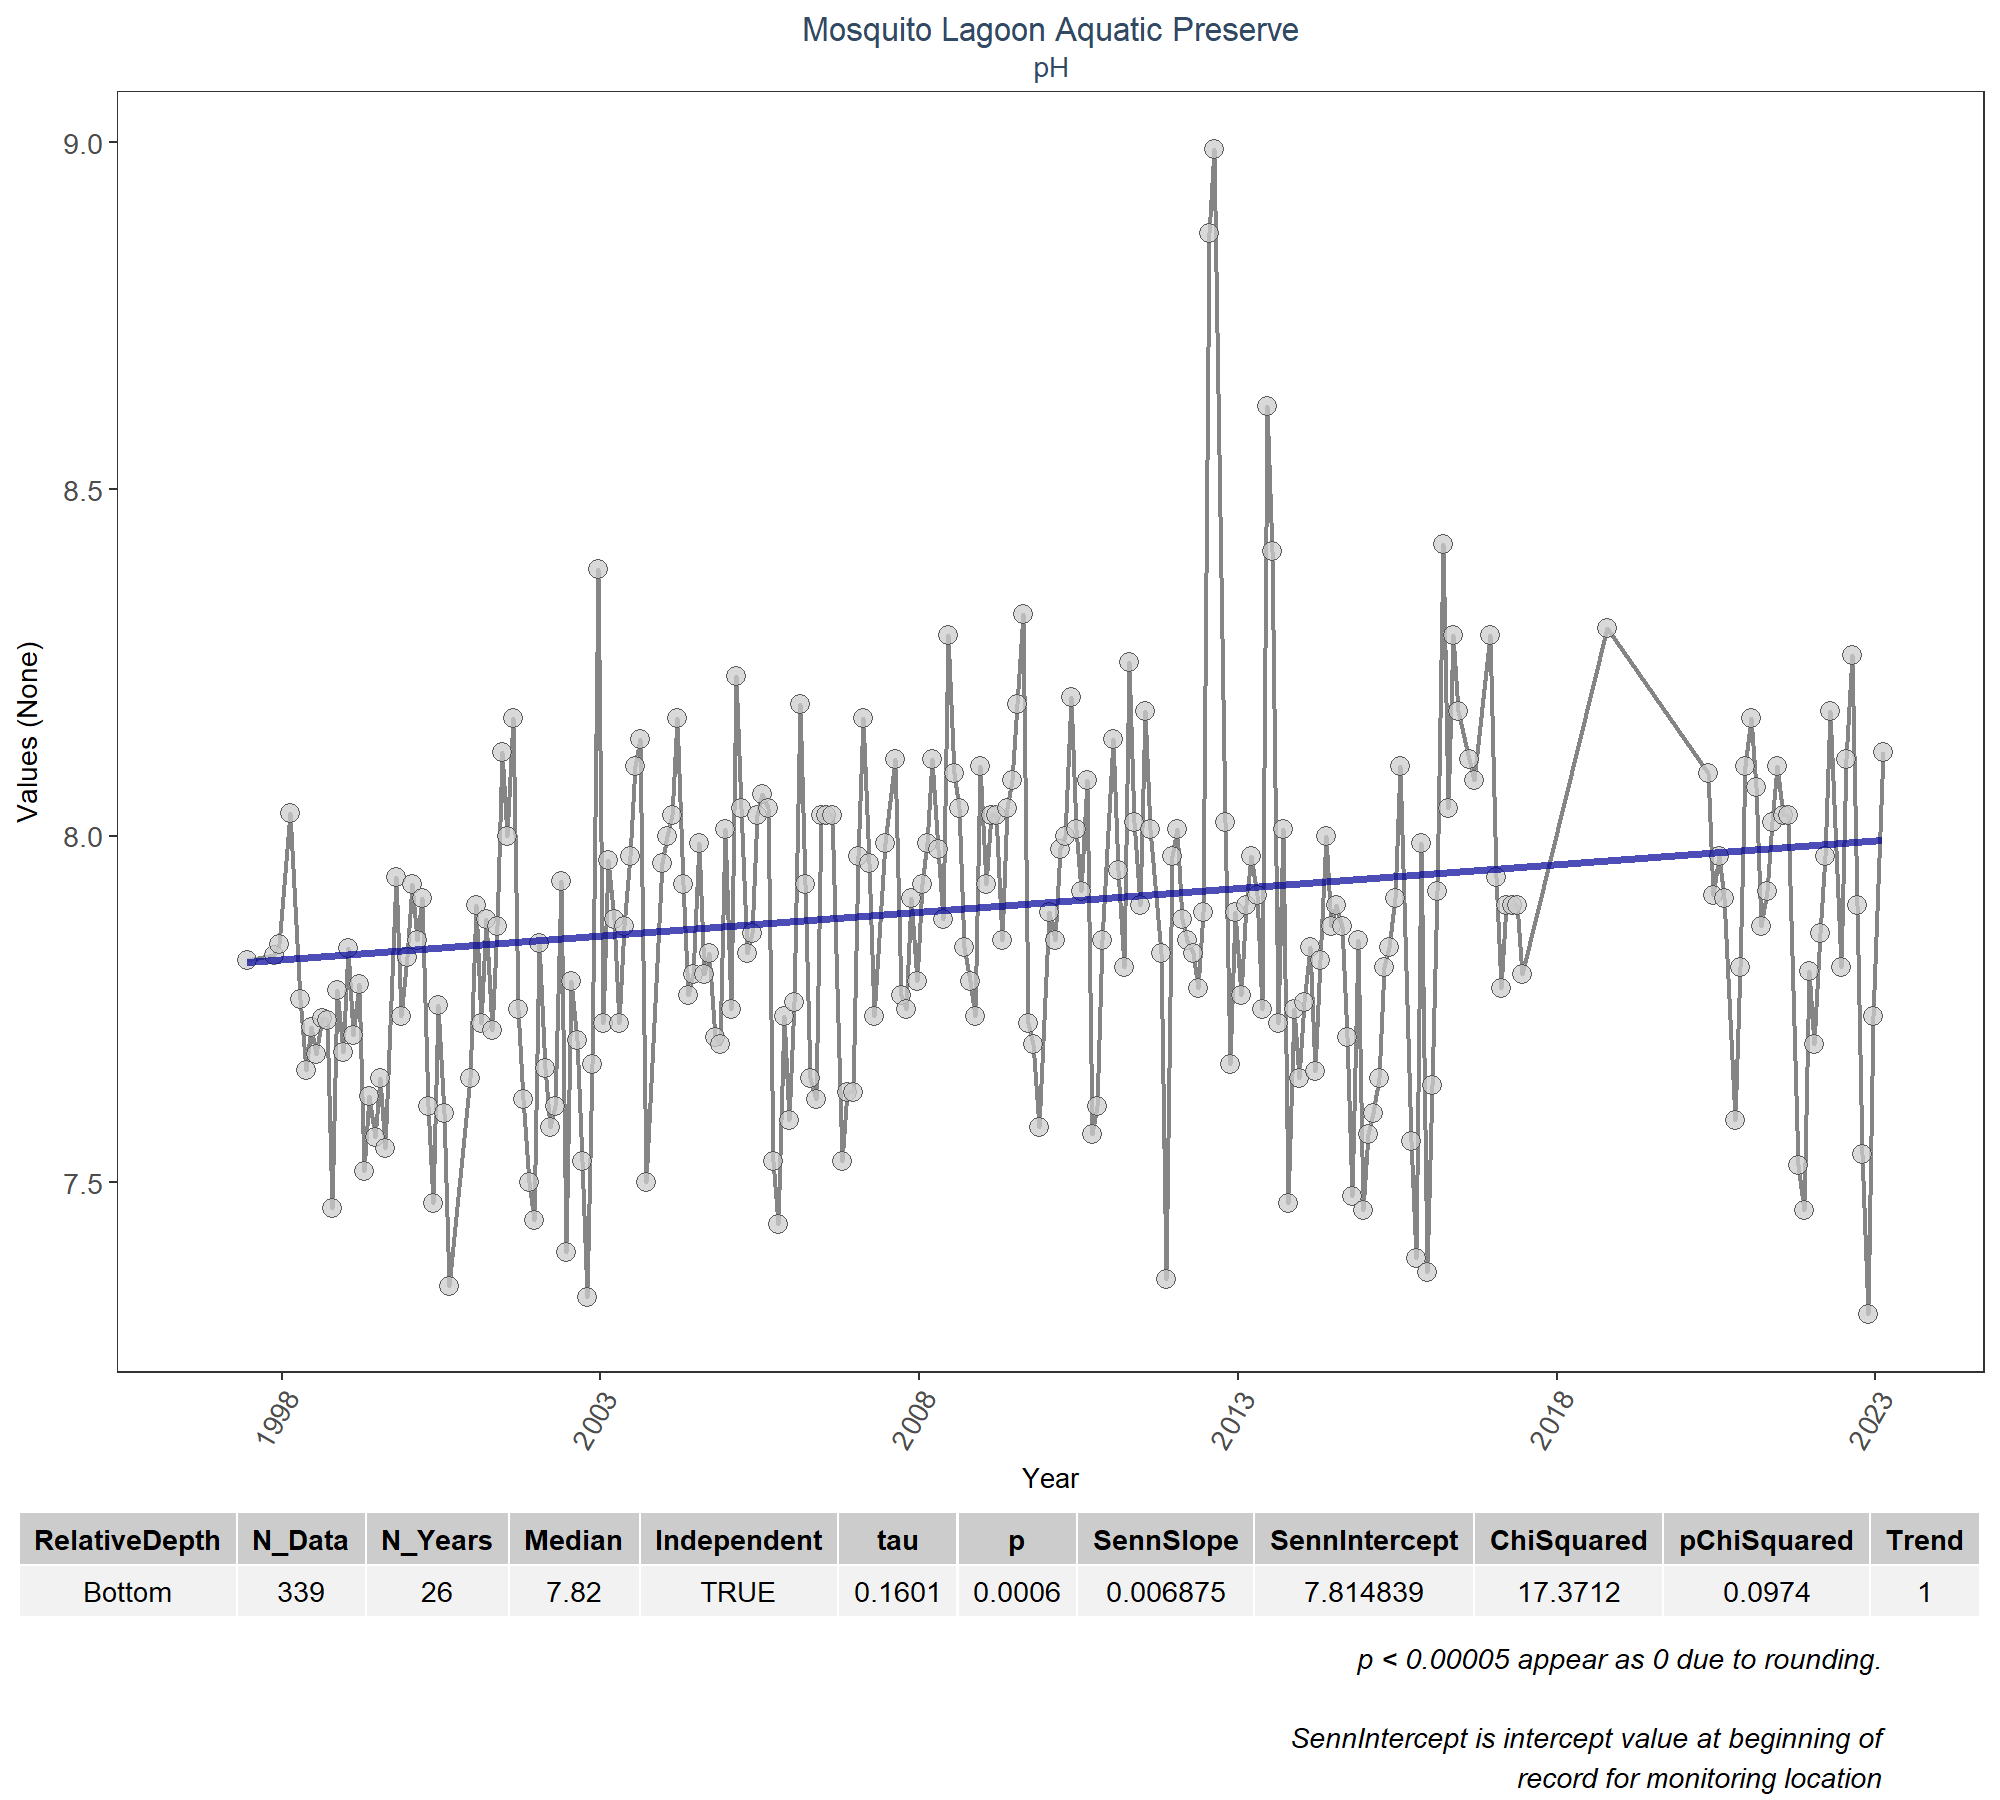 Mosquito Lagoon Aquatic Preserve
pH
Values (None)
9.0
8.5
8.0
7.5
1998
2003
2008
2013
2018
2023
Year
RelativeDepth N_Data N_Years Median Independent tau p SennSlope SennIntercept ChiSquared pChiSquared Trend
Bottom 339 26 7.82 TRUE 0.1601 0.0006 0.006875 7.814839 17.3712 0.0974 1
p < 0.00005 appear as 0 due to rounding.
SennIntercept is intercept value at beginning of
record for monitoring location